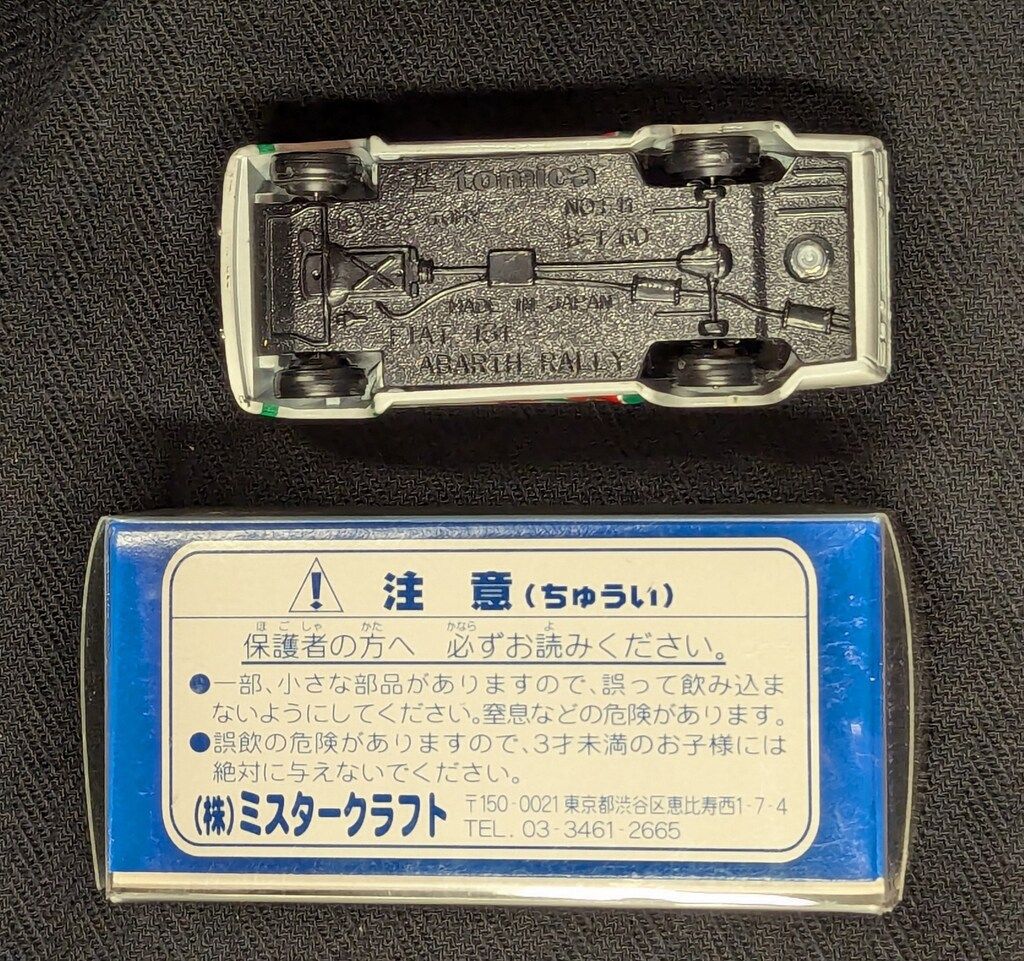 tomica
TOMY
NO.F
MADE IN JAPAN
FIAT 131
ABARTH RALLY
!
注 意(ちゅうい)
ほごしゃ かた かなら よ
保護者の方へ 必ずお読みください。
●一部、小さな部品がありますので、誤って飲み込ま
ないようにしてください。窒息などの危険があります。
●誤飲の危険がありますので、3才未満のお子様には
絶対に与えないでください。
(株)ミスタークラフト
〒150-0021 東京都渋谷区恵比寿西1-7-4
TEL. 03-3461-2665